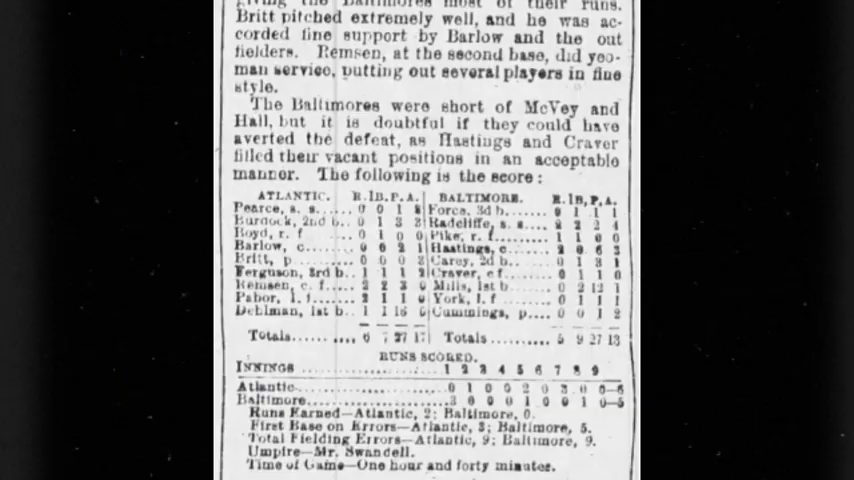 giving the Baltimores most of their runs.
Britt pitched extremely well, and he was ac-
corded fine support by Barlow and the out
fielders. Remsen, at the second base, did yeo-
man service, putting out several players in fine
style.
The Baltimores were short of McVey and
Hall, but it is doubtful if they could have
averted the defeat, as Hastings and Craver
filled their vacant positions in an acceptable
manner. The following is the score:
ATLANTIC. R. 1B. P. A. BALTIMORE. R. 1B. P. A.
Pearce, s. s...... 0 0 1 8 Force, 3d b....... 0 1 1 1
Burdock, 2nd b.. 0 1 3 3 Radcliffe, s. s.... 2 2 2 4
Boyd, r. f 0 1 0 0 Pike, r. f......... 1 1 0 0
Barlow, c....... 0 0 2 1 Hastings, c...... 2 0 6 3
Britt, p ........ 0 0 0 Carey, 2d b...... 0 1 3 1
Ferguson, 3rd b.. 1 1 1 2 Craver, c f....... 0 1 1 0
Remsen, c. f..... 2 2 3 0 Mills, 1st b...... 0 2 12 1
Pabor, l. f....... 2 1 1 0 York, l. f ........ 0 1 1 1
Dehlman, 1st b.. 1 1 16 0 Cummings, p.... 0 0 1 2
Totals............ 6 7 27 17 Totals.......... 5 9 27 13
RUNS SCORED.
INNINGS .................. 1 2 3 4 5 6 7 8 9
Atlantic................... 0 1 0 0 2 0 3 0 0—6
Baltimore................. 3 0 0 0 1 0 0 1 0—5
Runs Earned—Atlantic, 2; Baltimore, 0.
First Base on Errors—Atlantic, 3; Baltimore, 5.
Total Fielding Errors—Atlantic, 9; Baltimore, 9.
Umpire—Mr. Swandell.
Time of Game—One hour and forty minutes.